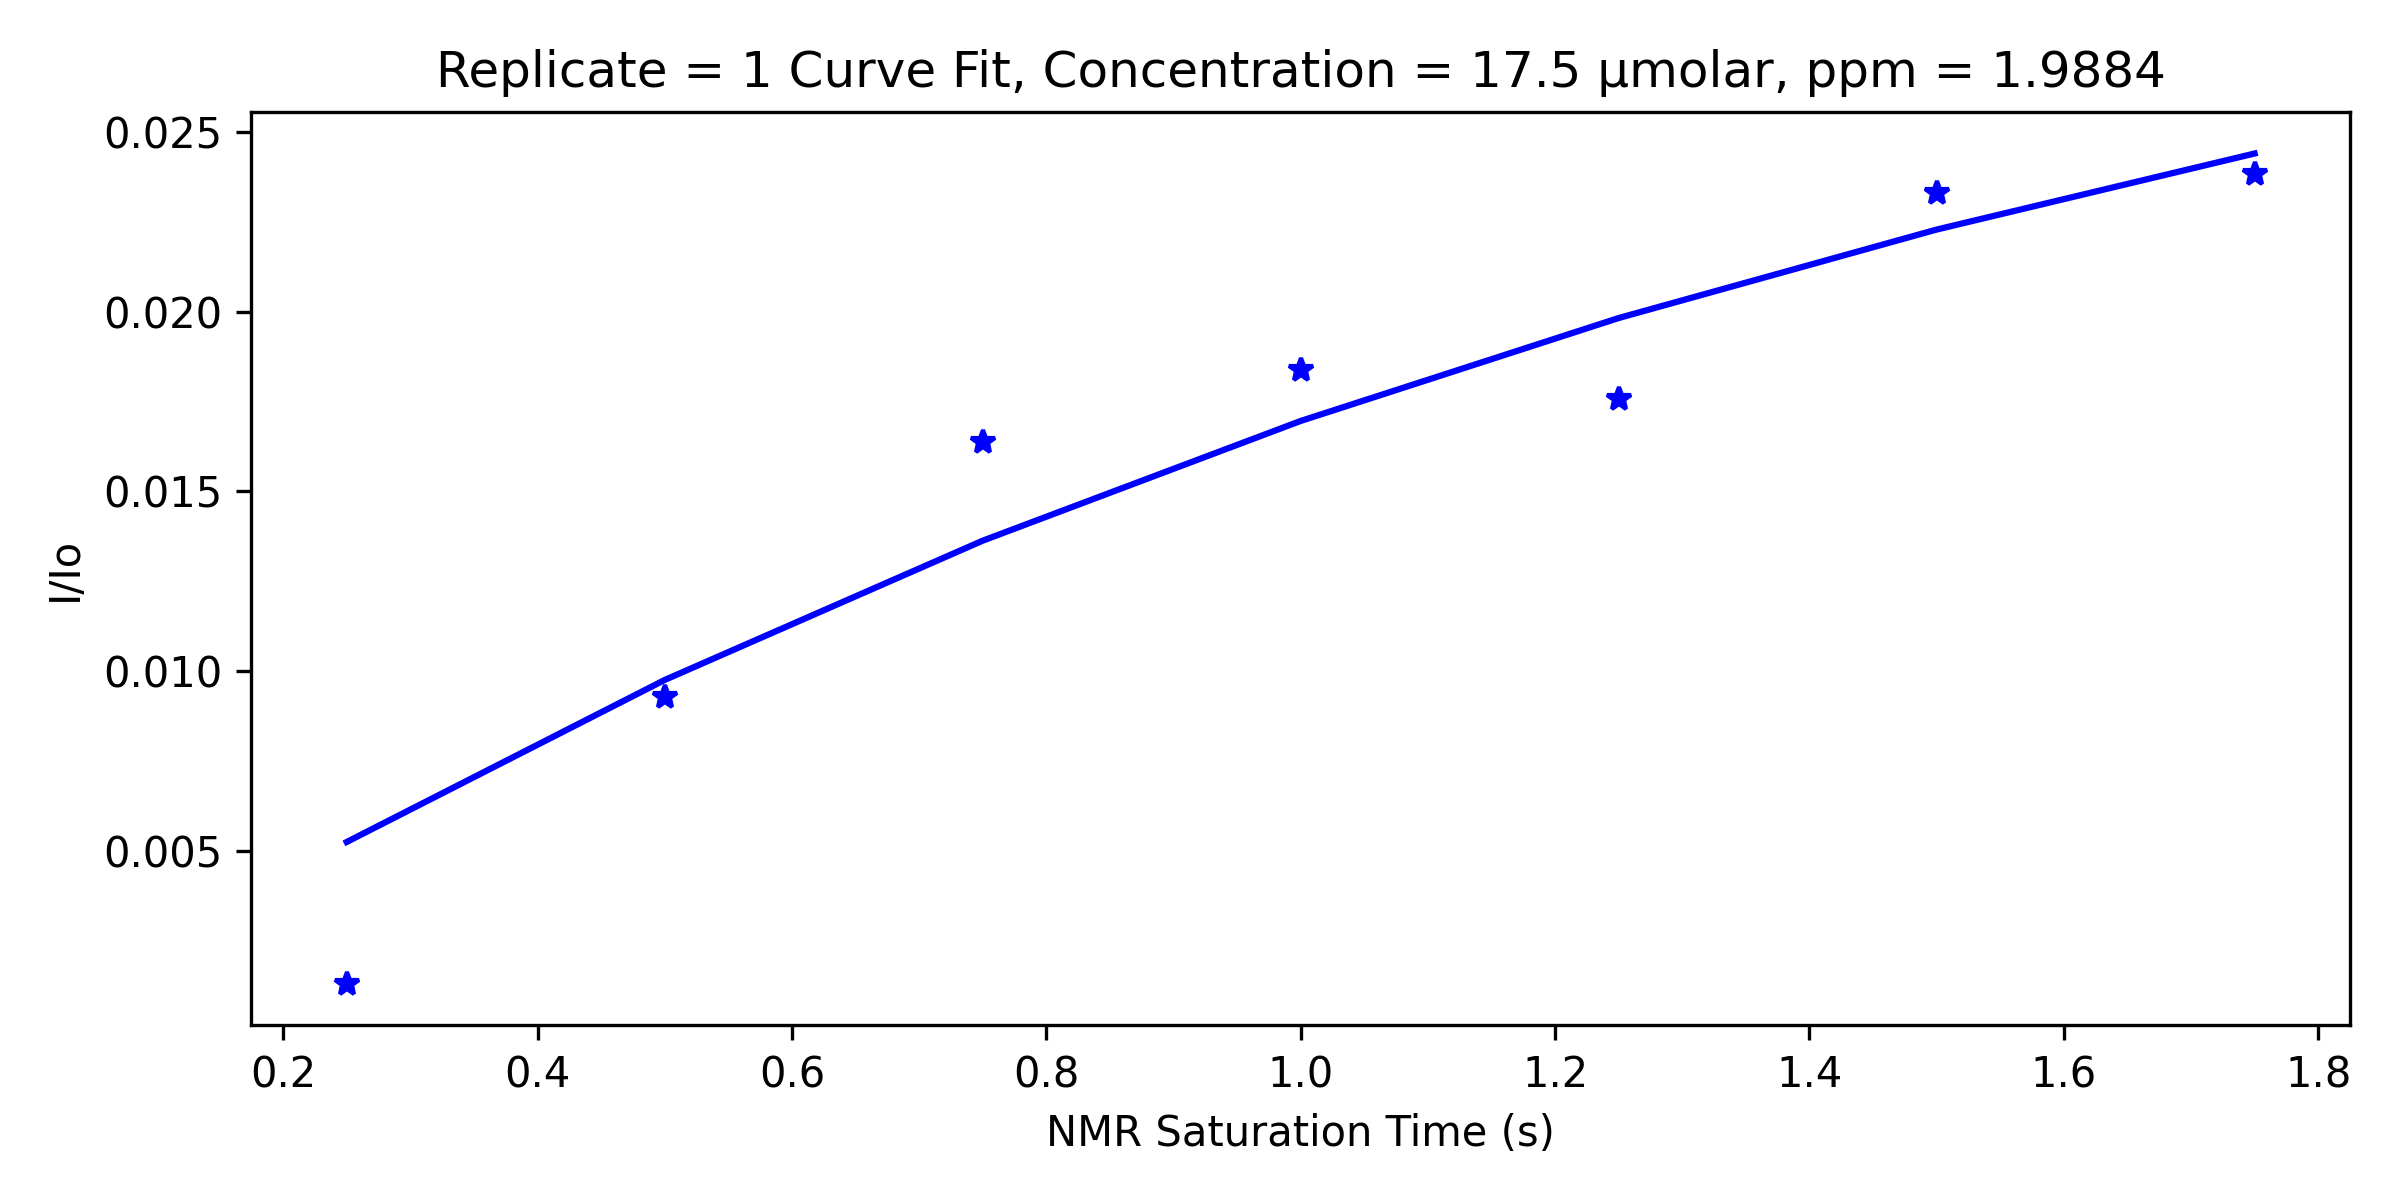 Replicate = 1 Curve Fit, Concentration = 17.5 µmolar, ppm = 1.9884
0.025
0.020
0.015
0.010
0.005
I/Io
0.2 0.4 0.6 0.8 1.0 1.2 1.4 1.6 1.8
NMR Saturation Time (s)